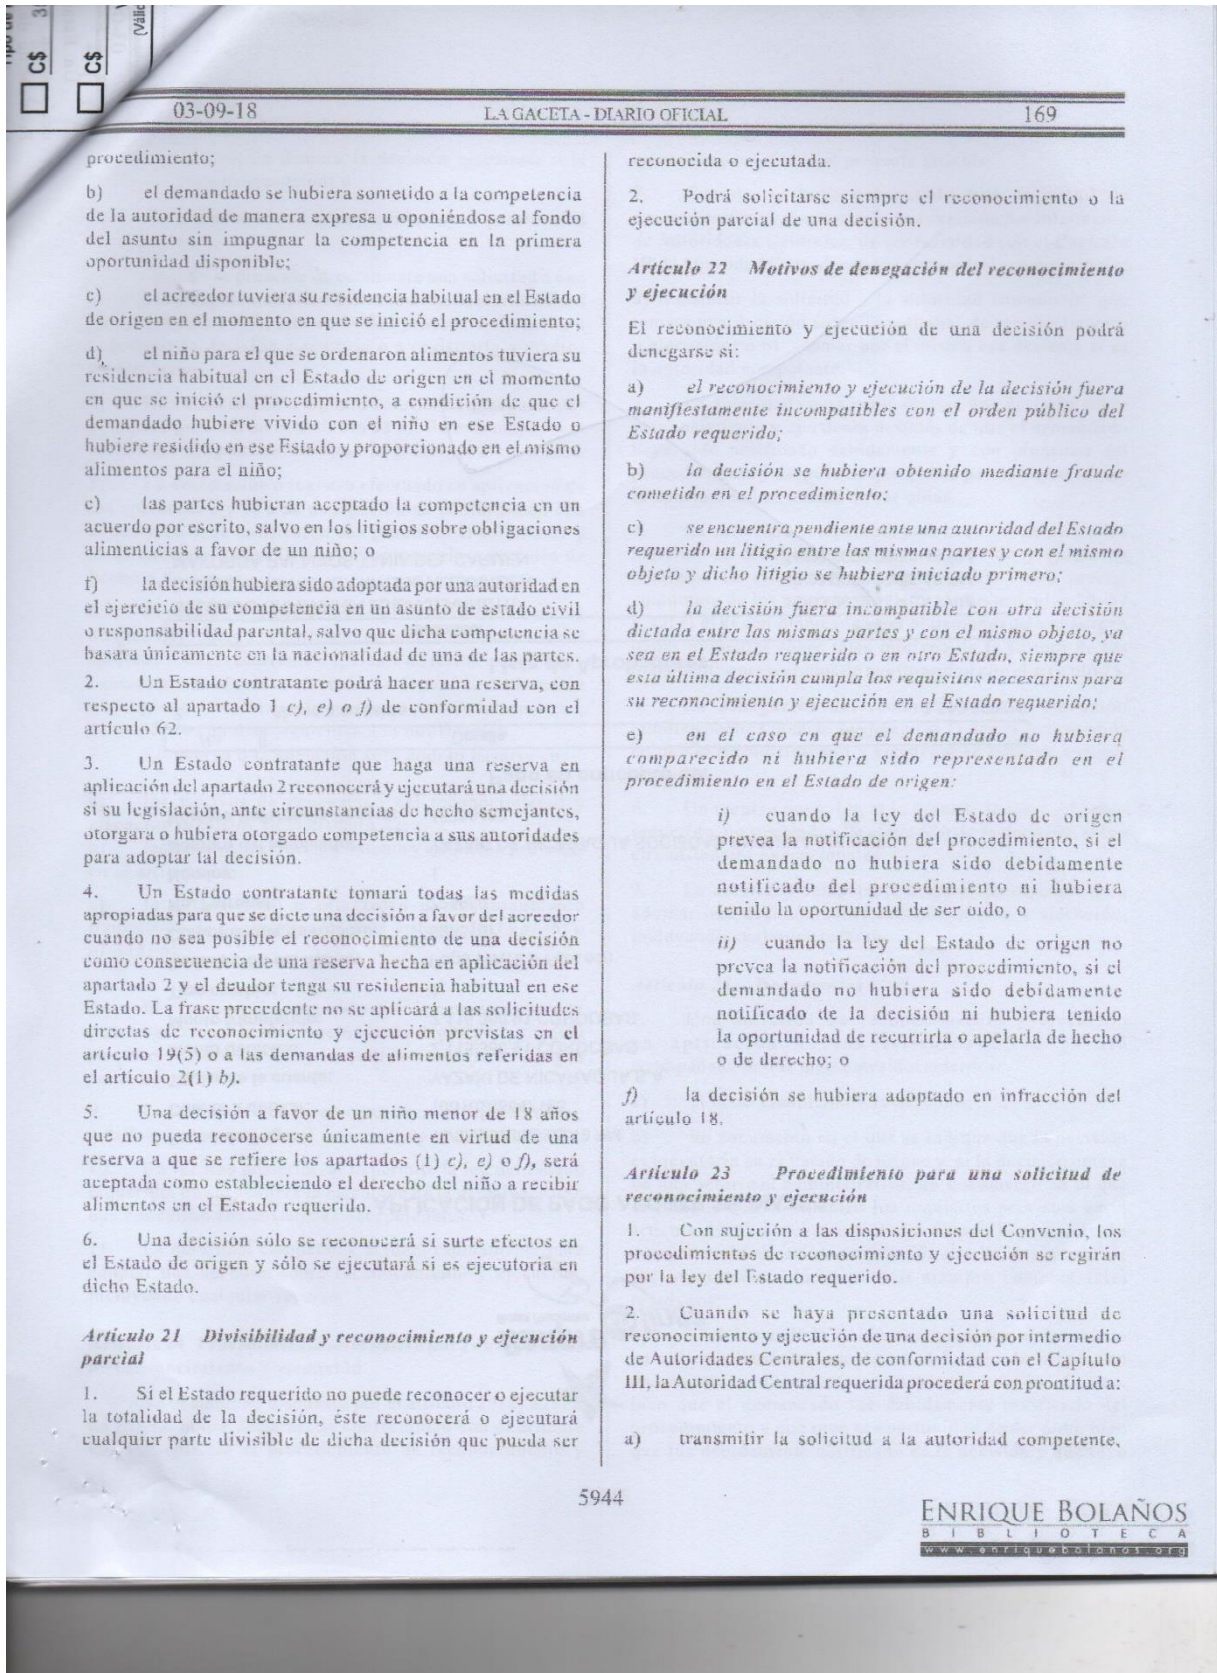 C$
C$
(Válic
03-09-18
LA GACETA - DIARIO OFICIAL
169
procedimiento;
b) el demandado se hubiera sometido a la competencia
de la autoridad de manera expresa u oponiéndose al fondo
del asunto sin impugnar la competencia en la primera
oportunidad disponible;
c) el acreedor tuviera su residencia habitual en el Estado
de origen en el momento en que se inició el procedimiento;
d) el niño para el que se ordenaron alimentos tuviera su
residencia habitual en el Estado de origen en el momento
en que se inició el procedimiento, a condición de que el
demandado hubiere vivido con el niño en ese Estado o
hubiere residido en ese Estado y proporcionado en el mismo
alimentos para el niño;
e) las partes hubieran aceptado la competencia en un
acuerdo por escrito, salvo en los litigios sobre obligaciones
alimenticias a favor de un niño; o
f) la decisión hubiera sido adoptada por una autoridad en
el ejercicio de su competencia en un asunto de estado civil
o responsabilidad parental, salvo que dicha competencia se
basara únicamente en la nacionalidad de una de las partes.
2. Un Estado contratante podrá hacer una reserva, con
respecto al apartado 1 c), e) o f) de conformidad con el
artículo 62.
3. Un Estado contratante que haga una reserva en
aplicación del apartado 2 reconocerá y ejecutará una decisión
si su legislación, ante circunstancias de hecho semejantes,
otorgara o hubiera otorgado competencia a sus autoridades
para adoptar tal decisión.
4. Un Estado contratante tomará todas las medidas
apropiadas para que se dicte una decisión a favor del acreedor
cuando no sea posible el reconocimiento de una decisión
como consecuencia de una reserva hecha en aplicación del
apartado 2 y el deudor tenga su residencia habitual en ese
Estado. La frase precedente no se aplicará a las solicitudes
directas de reconocimiento y ejecución previstas en el
artículo 19(5) o a las demandas de alimentos referidas en
el artículo 2(1) b).
5. Una decisión a favor de un niño menor de 18 años
que no pueda reconocerse únicamente en virtud de una
reserva a que se refiere los apartados (1) c), e) o f), será
aceptada como estableciendo el derecho del niño a recibir
alimentos en el Estado requerido.
6. Una decisión sólo se reconocerá si surte efectos en
el Estado de origen y sólo se ejecutará si es ejecutoria en
dicho Estado.
Artículo 21 Divisibilidad y reconocimiento y ejecución
parcial
1. Si el Estado requerido no puede reconocer o ejecutar
la totalidad de la decisión, éste reconocerá o ejecutará
cualquier parte divisible de dicha decisión que pueda ser
reconocida o ejecutada.
2. Podrá solicitarse siempre el reconocimiento o la
ejecución parcial de una decisión.
Artículo 22 Motivos de denegación del reconocimiento
y ejecución
El reconocimiento y ejecución de una decisión podrá
denegarse si:
a) el reconocimiento y ejecución de la decisión fuera
manifiestamente incompatibles con el orden público del
Estado requerido;
b) la decisión se hubiera obtenido mediante fraude
cometido en el procedimiento;
c) se encuentra pendiente ante una autoridad del Estado
requerido un litigio entre las mismas partes y con el mismo
objeto y dicho litigio se hubiera iniciado primero;
d) la decisión fuera incompatible con otra decisión
dictada entre las mismas partes y con el mismo objeto, ya
sea en el Estado requerido o en otro Estado, siempre que
esta última decisión cumpla los requisitos necesarios para
su reconocimiento y ejecución en el Estado requerido;
e) en el caso en que el demandado no hubiera
comparecido ni hubiera sido representado en el
procedimiento en el Estado de origen:
i) cuando la ley del Estado de origen
prevea la notificación del procedimiento, si el
demandado no hubiera sido debidamente
notificado del procedimiento ni hubiera
tenido la oportunidad de ser oído, o
ii) cuando la ley del Estado de origen no
prevea la notificación del procedimiento, si el
demandado no hubiera sido debidamente
notificado de la decisión ni hubiera tenido
la oportunidad de recurrirla o apelarla de hecho
o de derecho; o
f) la decisión se hubiera adoptado en infracción del
artículo 18.
Artículo 23 Procedimiento para una solicitud de
reconocimiento y ejecución
1. Con sujeción a las disposiciones del Convenio, los
procedimientos de reconocimiento y ejecución se regirán
por la ley del Estado requerido.
2. Cuando se haya presentado una solicitud de
reconocimiento y ejecución de una decisión por intermedio
de Autoridades Centrales, de conformidad con el Capítulo
III, la Autoridad Central requerida procederá con prontitud a:
a) transmitir la solicitud a la autoridad competente,
5944
ENRIQUE BOLAÑOS
BIBLIOTECA
www.enriquebolanos.org